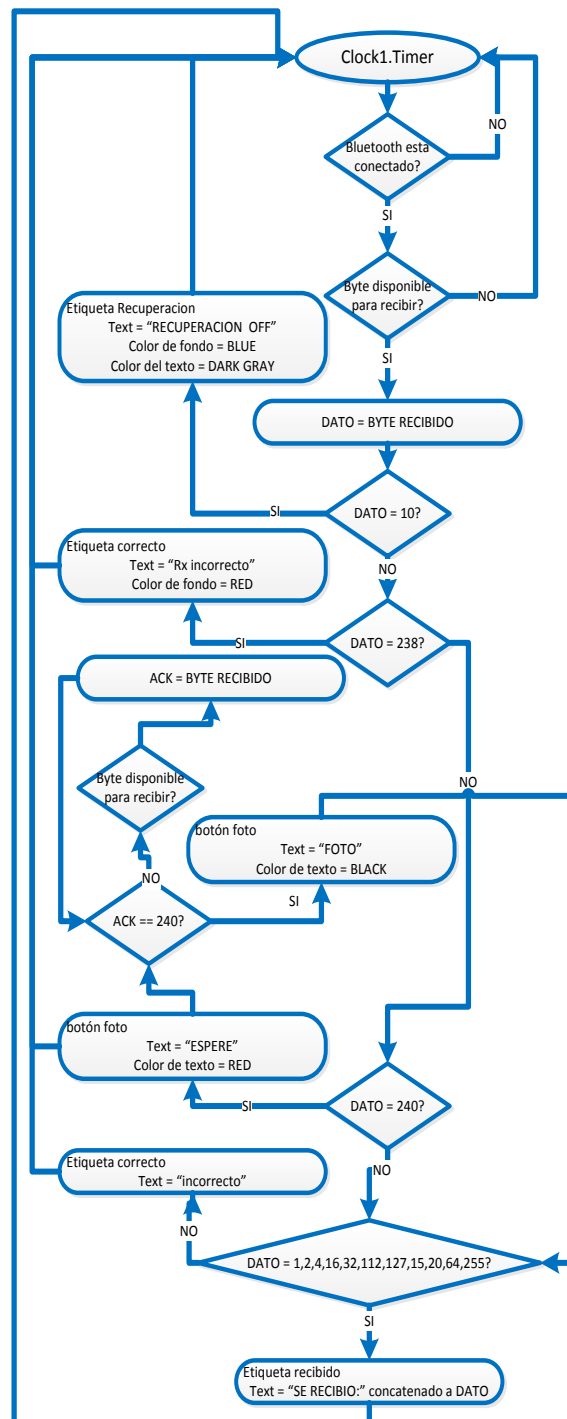 Clock1.Timer
NO
Bluetooth esta
conectado?
SI
Byte disponible
para recibir?
NO
SI
Etiqueta Recuperacion
Text = “RECUPERACION OFF”
Color de fondo = BLUE
Color del texto = DARK GRAY
DATO = BYTE RECIBIDO
DATO = 10?
SI
NO
Etiqueta correcto
Text = “Rx incorrecto”
Color de fondo = RED
DATO = 238?
SI
NO
ACK = BYTE RECIBIDO
Byte disponible
para recibir?
botón foto
Text = “FOTO”
Color de texto = BLACK
NO
SI
ACK == 240?
botón foto
Text = “ESPERE”
Color de texto = RED
DATO = 240?
SI
NO
Etiqueta correcto
Text = “incorrecto”
NO
DATO = 1,2,4,16,32,112,127,15,20,64,255?
SI
Etiqueta recibido
Text = “SE RECIBIO:” concatenado a DATO